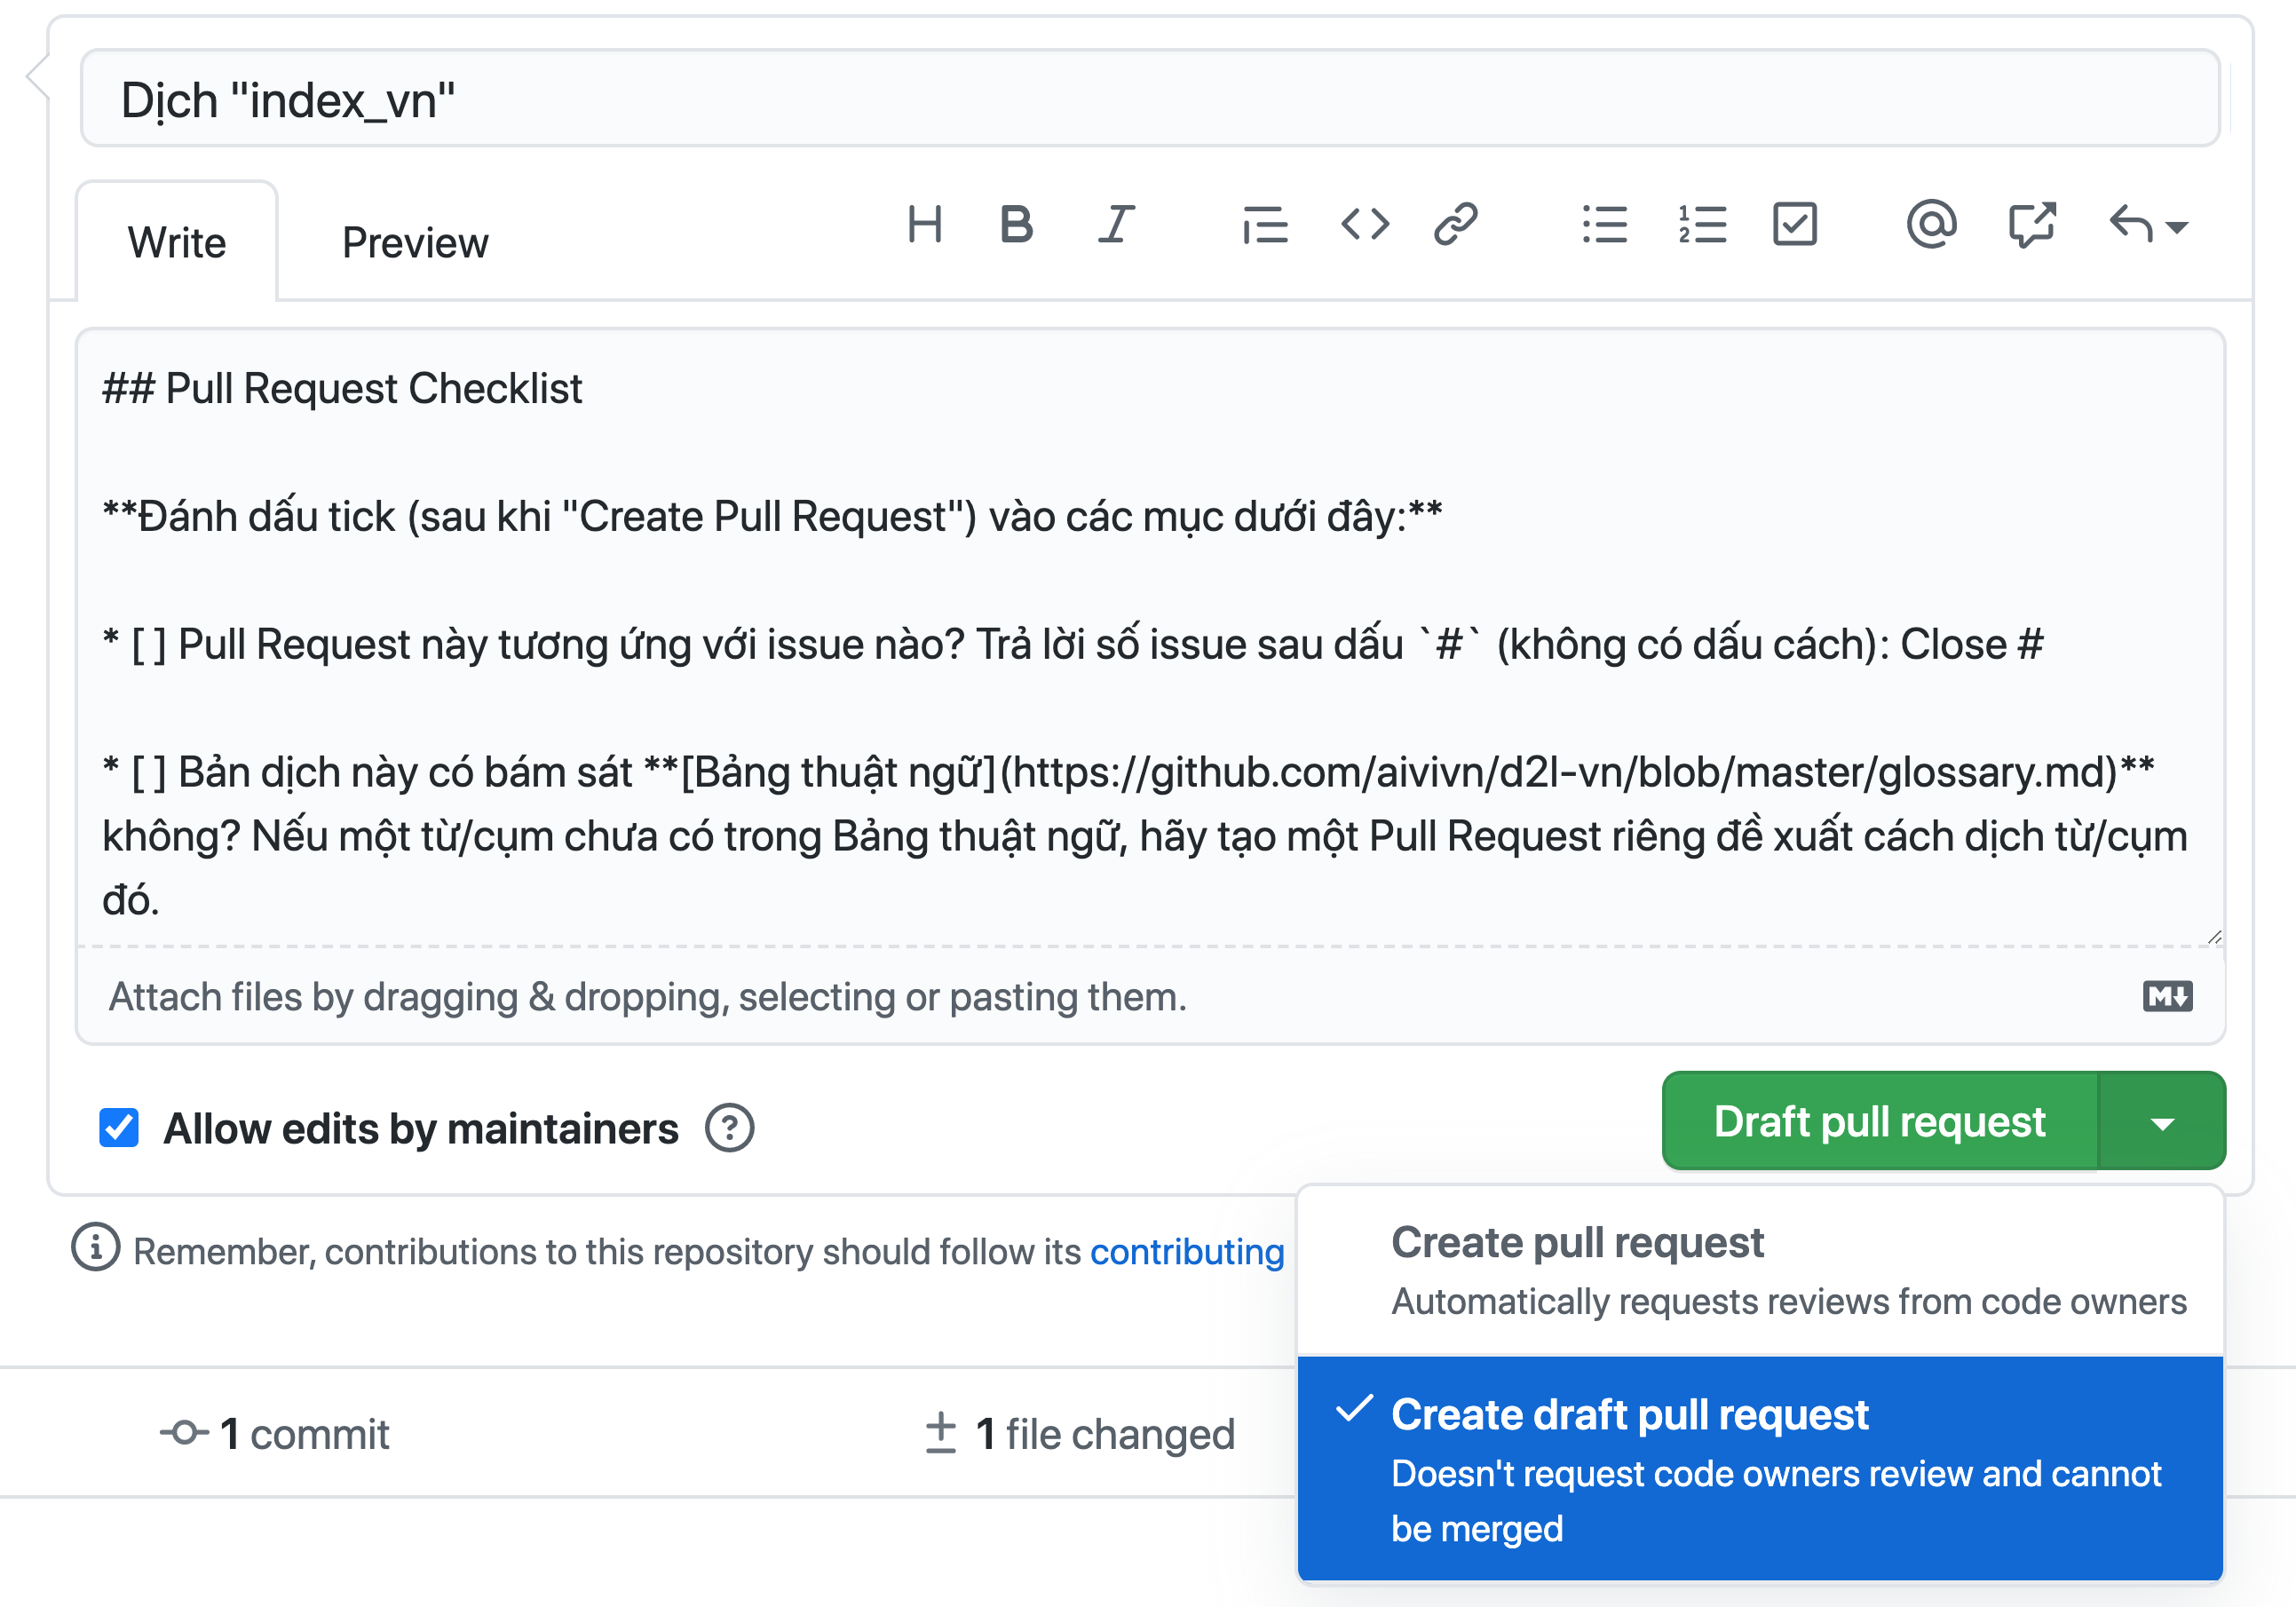 Dịch "index_vn"
Write
Preview
## Pull Request Checklist
**Đánh dấu tick (sau khi "Create Pull Request") vào các mục dưới đây:**
* [ ] Pull Request này tương ứng với issue nào? Trả lời số issue sau dấu `#` (không có dấu cách): Close #
* [ ] Bản dịch này có bám sát **[Bảng thuật ngữ](https://github.com/aivivn/d2l-vn/blob/master/glossary.md)**
không? Nếu một từ/cụm chưa có trong Bảng thuật ngữ, hãy tạo một Pull Request riêng đề xuất cách dịch từ/cụm
đó.
Attach files by dragging & dropping, selecting or pasting them.
Allow edits by maintainers
Draft pull request
Remember, contributions to this repository should follow its contributing
Create pull request
Automatically requests reviews from code owners
Create draft pull request
Doesn't request code owners review and cannot
be merged
1 commit
1 file changed